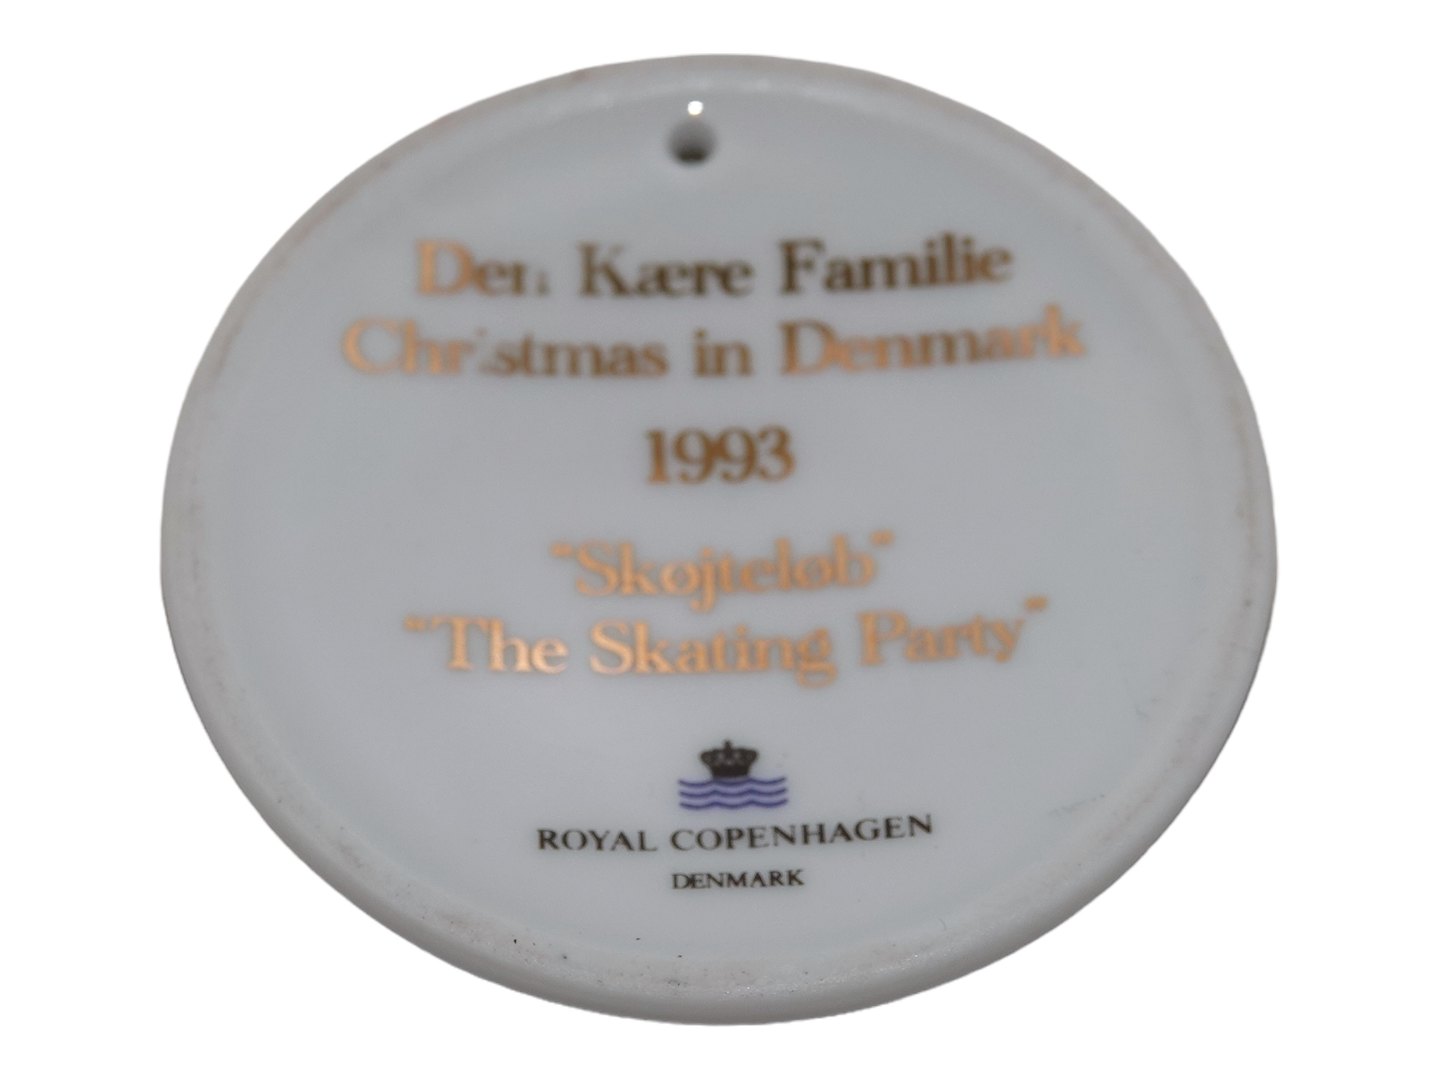 Den Kære Familie
Christmas in Denmark
1993
"Skøjteløb"
"The Skating Party"
ROYAL COPENHAGEN
DENMARK